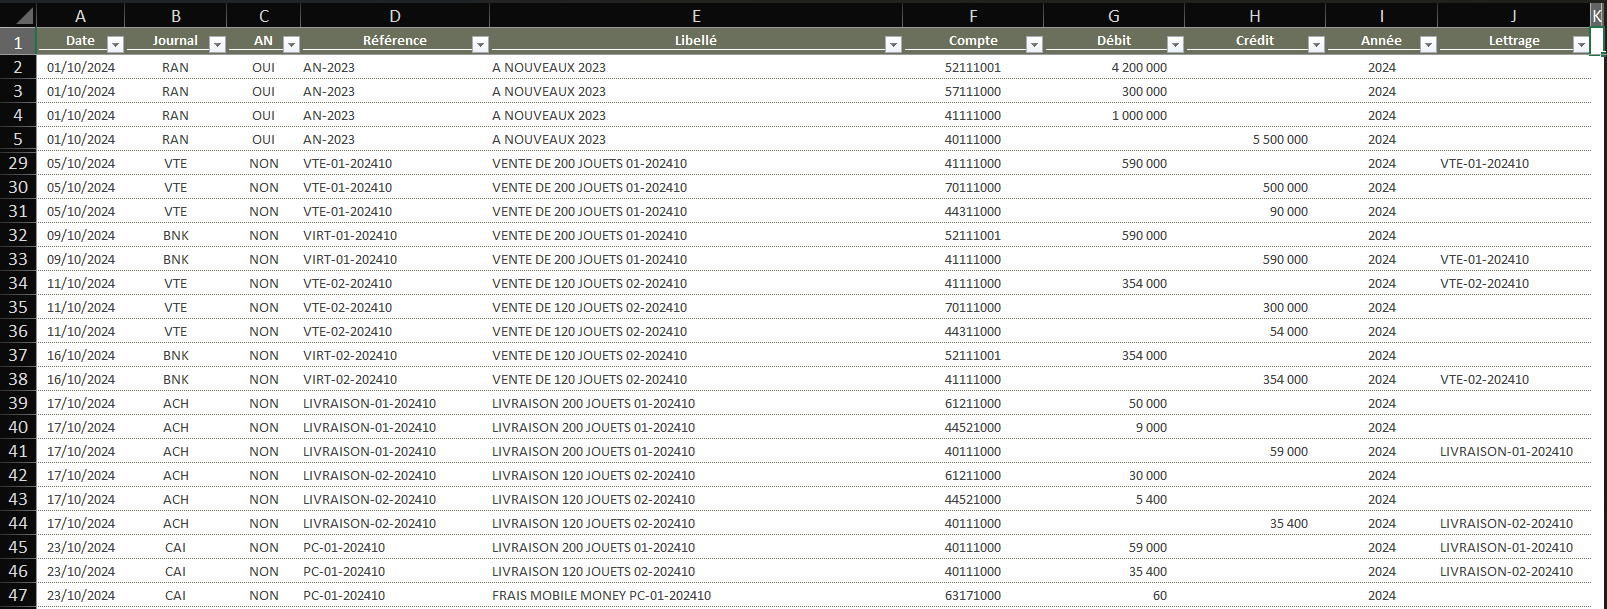 A B C D E F G H I J K
1 Date Journal AN Référence Libellé Compte Débit Crédit Année Lettrage
2 01/10/2024 RAN OUI AN-2023 A NOUVEAUX 2023 52111001 4 200 000 2024
3 01/10/2024 RAN OUI AN-2023 A NOUVEAUX 2023 57111000 300 000 2024
4 01/10/2024 RAN OUI AN-2023 A NOUVEAUX 2023 41111000 1 000 000 2024
5 01/10/2024 RAN OUI AN-2023 A NOUVEAUX 2023 40111000 5 500 000 2024
29 05/10/2024 VTE NON VTE-01-202410 VENTE DE 200 JOUETS 01-202410 41111000 590 000 2024 VTE-01-202410
30 05/10/2024 VTE NON VTE-01-202410 VENTE DE 200 JOUETS 01-202410 70111000 500 000 2024
31 05/10/2024 VTE NON VTE-01-202410 VENTE DE 200 JOUETS 01-202410 44311000 90 000 2024
32 09/10/2024 BNK NON VIRT-01-202410 VENTE DE 200 JOUETS 01-202410 52111001 590 000 2024
33 09/10/2024 BNK NON VIRT-01-202410 VENTE DE 200 JOUETS 01-202410 41111000 590 000 2024 VTE-01-202410
34 11/10/2024 VTE NON VTE-02-202410 VENTE DE 120 JOUETS 02-202410 41111000 354 000 2024 VTE-02-202410
35 11/10/2024 VTE NON VTE-02-202410 VENTE DE 120 JOUETS 02-202410 70111000 300 000 2024
36 11/10/2024 VTE NON VTE-02-202410 VENTE DE 120 JOUETS 02-202410 44311000 54 000 2024
37 16/10/2024 BNK NON VIRT-02-202410 VENTE DE 120 JOUETS 02-202410 52111001 354 000 2024
38 16/10/2024 BNK NON VIRT-02-202410 VENTE DE 120 JOUETS 02-202410 41111000 354 000 2024 VTE-02-202410
39 17/10/2024 ACH NON LIVRAISON-01-202410 LIVRAISON 200 JOUETS 01-202410 61211000 50 000 2024
40 17/10/2024 ACH NON LIVRAISON-01-202410 LIVRAISON 200 JOUETS 01-202410 44521000 9 000 2024
41 17/10/2024 ACH NON LIVRAISON-01-202410 LIVRAISON 200 JOUETS 01-202410 40111000 59 000 2024 LIVRAISON-01-202410
42 17/10/2024 ACH NON LIVRAISON-02-202410 LIVRAISON 120 JOUETS 02-202410 61211000 30 000 2024
43 17/10/2024 ACH NON LIVRAISON-02-202410 LIVRAISON 120 JOUETS 02-202410 44521000 5 400 2024
44 17/10/2024 ACH NON LIVRAISON-02-202410 LIVRAISON 120 JOUETS 02-202410 40111000 35 400 2024 LIVRAISON-02-202410
45 23/10/2024 CAI NON PC-01-202410 LIVRAISON 200 JOUETS 01-202410 40111000 59 000 2024 LIVRAISON-01-202410
46 23/10/2024 CAI NON PC-01-202410 LIVRAISON 120 JOUETS 02-202410 40111000 35 400 2024 LIVRAISON-02-202410
47 23/10/2024 CAI NON PC-01-202410 FRAIS MOBILE MONEY PC-01-202410 63171000 60 2024